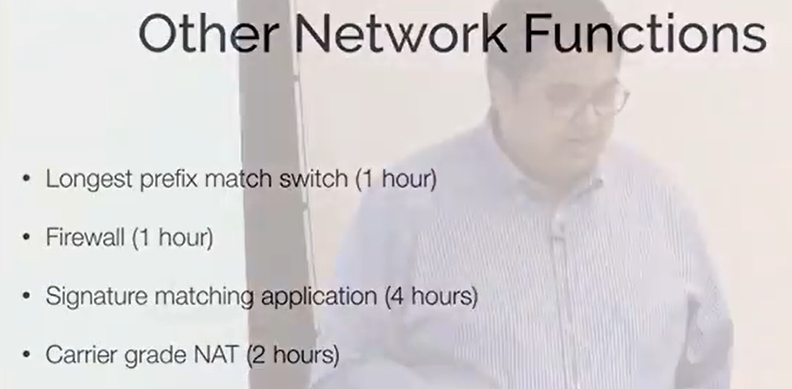 Other Network Functions
• Longest prefix match switch (1 hour)
• Firewall (1 hour)
• Signature matching application (4 hours)
• Carrier grade NAT (2 hours)